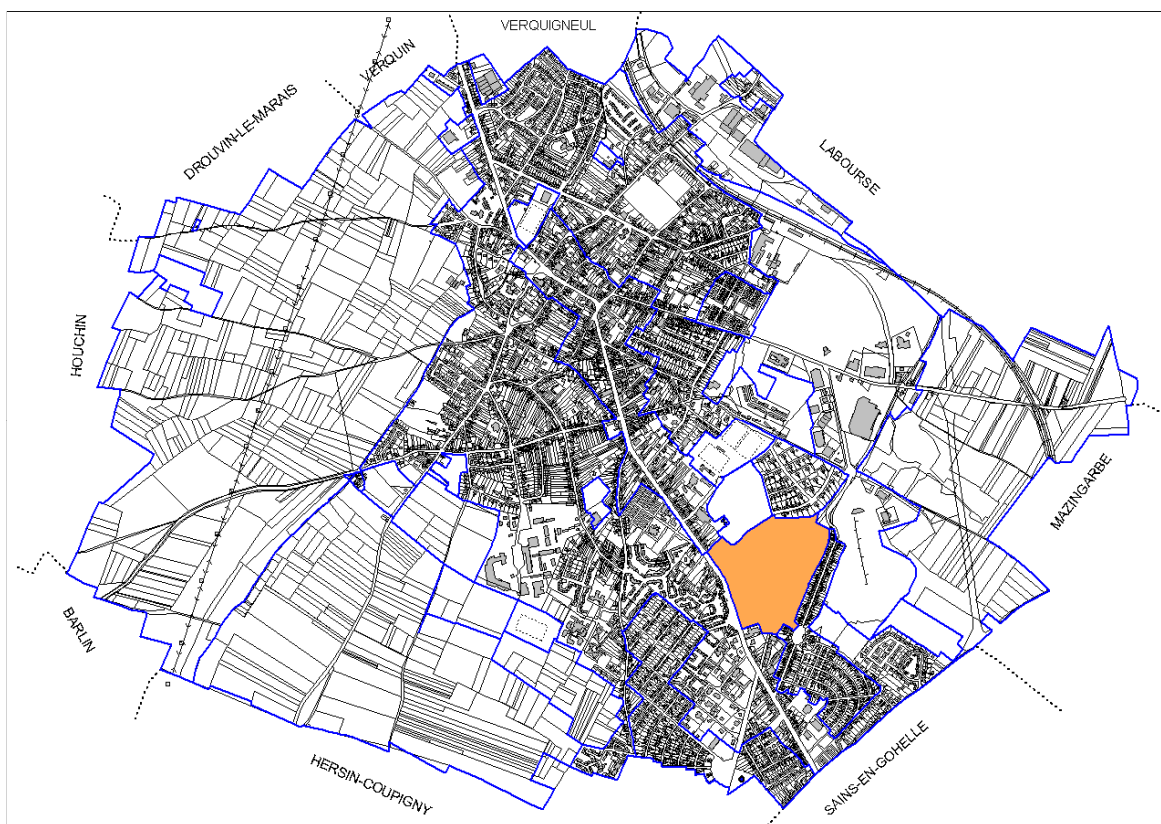 VERQUIGNEUL
VERQUIN
DROUVIN-LE-MARAIS
LABOURSE
HOUCHIN
MAZINGARBE
BARLIN
HERSIN-COUPIGNY
SAINS-EN-GOHELLE